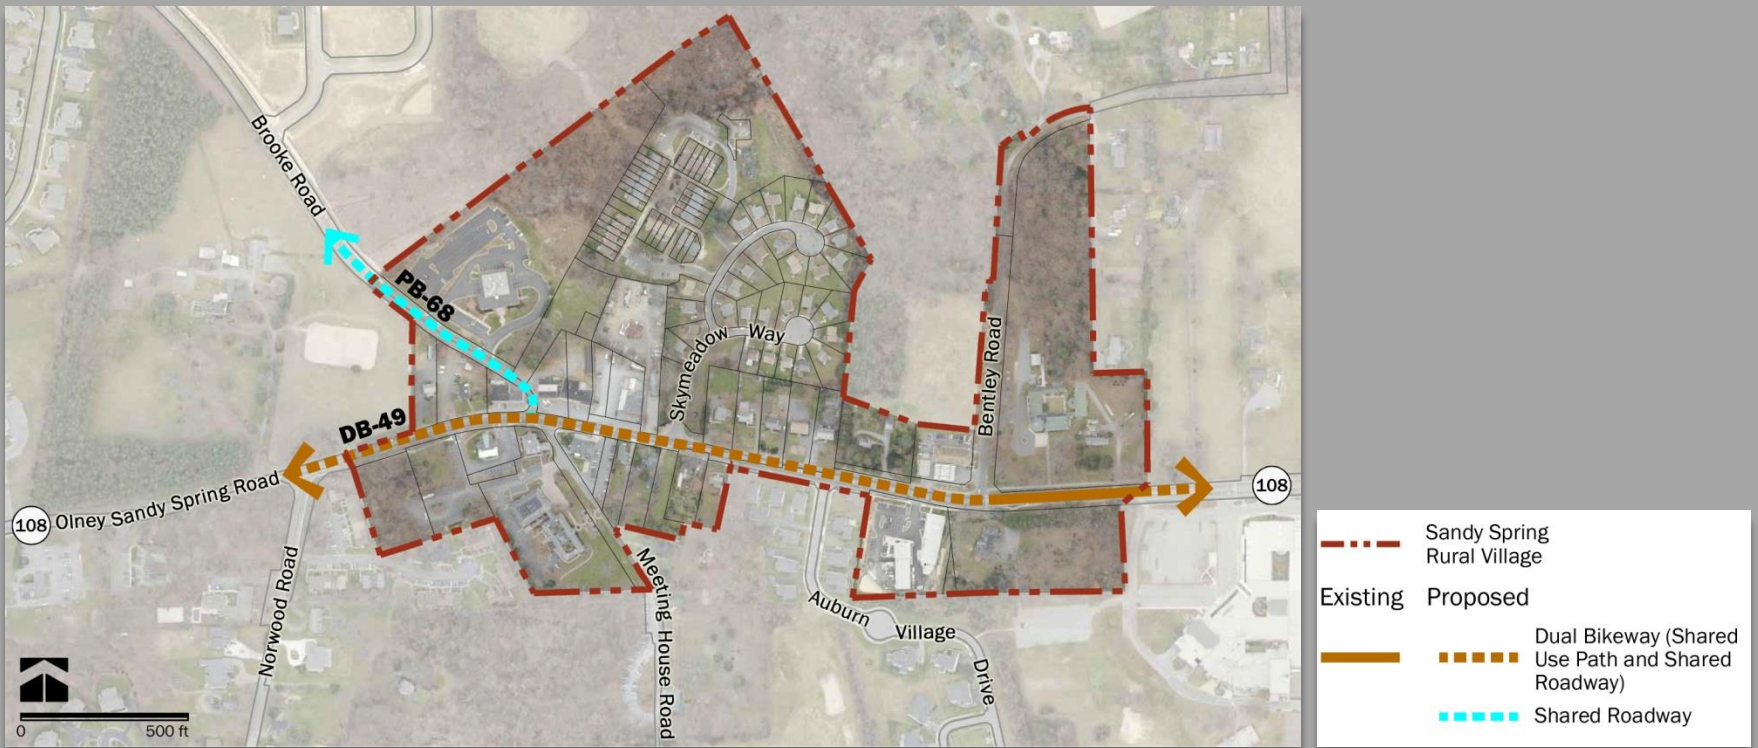 Brooke Road
PB-68
Skymeadow Way
Bentley Road
DB-49
108
Olney Sandy Spring Road
108
Norwood Road
Meeting House Road
Auburn Village Drive
0 500 ft
Sandy Spring
Rural Village
Existing Proposed
Dual Bikeway (Shared
Use Path and Shared
Roadway)
Shared Roadway